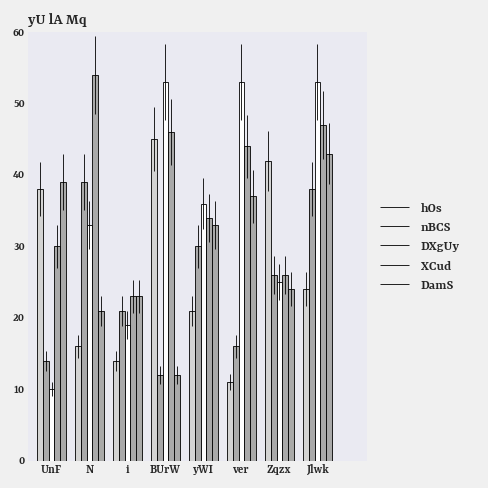 yU lA Mq
60
50
40
30
20
10
0
UnF N i BUrW yWI ver Zqzx Jlwk
hOs
nBCS
DXgUy
XCud
DamS